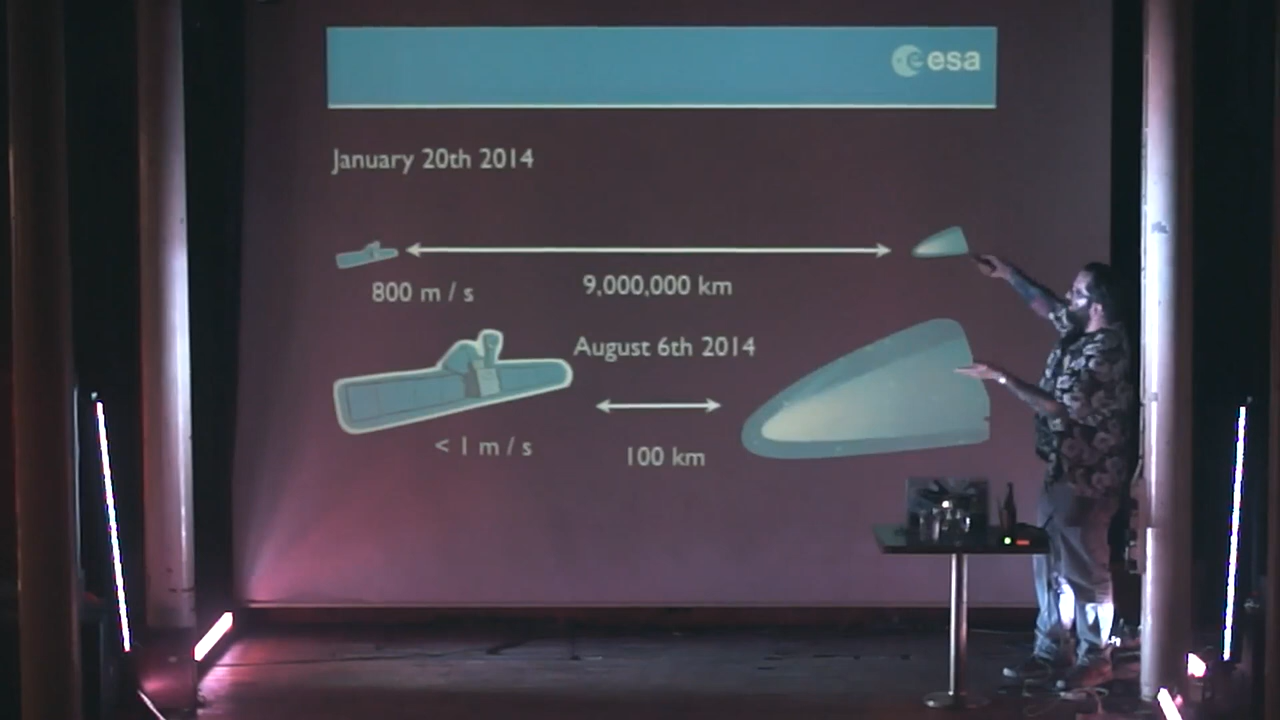 esa
January 20th 2014
800 m / s
9,000,000 km
August 6th 2014
< 1 m / s
100 km